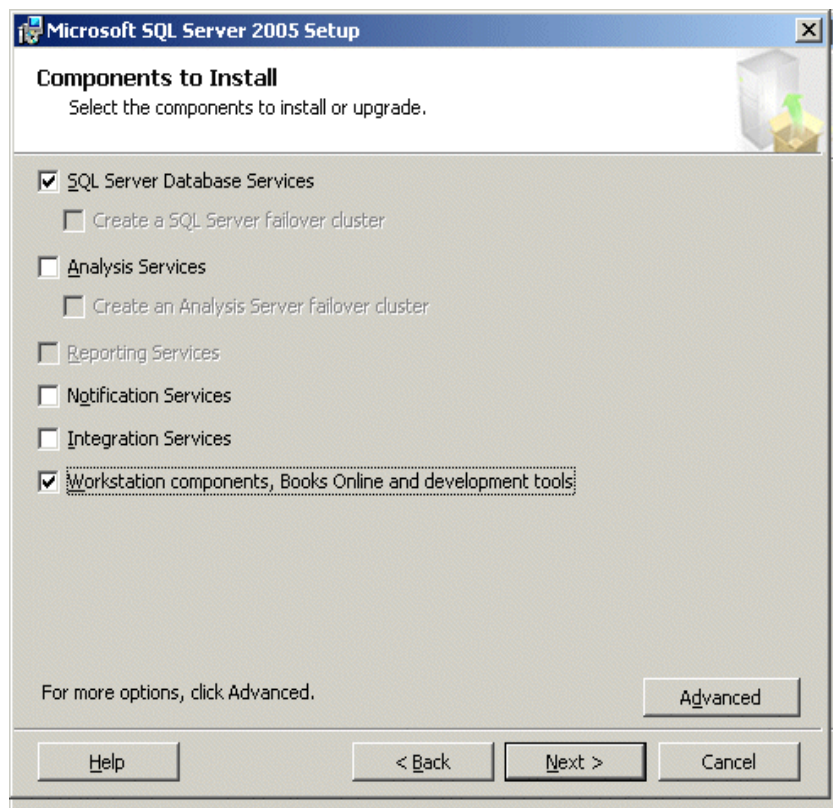 Microsoft SQL Server 2005 Setup
Components to Install
Select the components to install or upgrade.
SQL Server Database Services
Create a SQL Server failover cluster
Analysis Services
Create an Analysis Server failover cluster
Reporting Services
Notification Services
Integration Services
Workstation components, Books Online and development tools
For more options, click Advanced.
Advanced
Help
< Back
Next >
Cancel